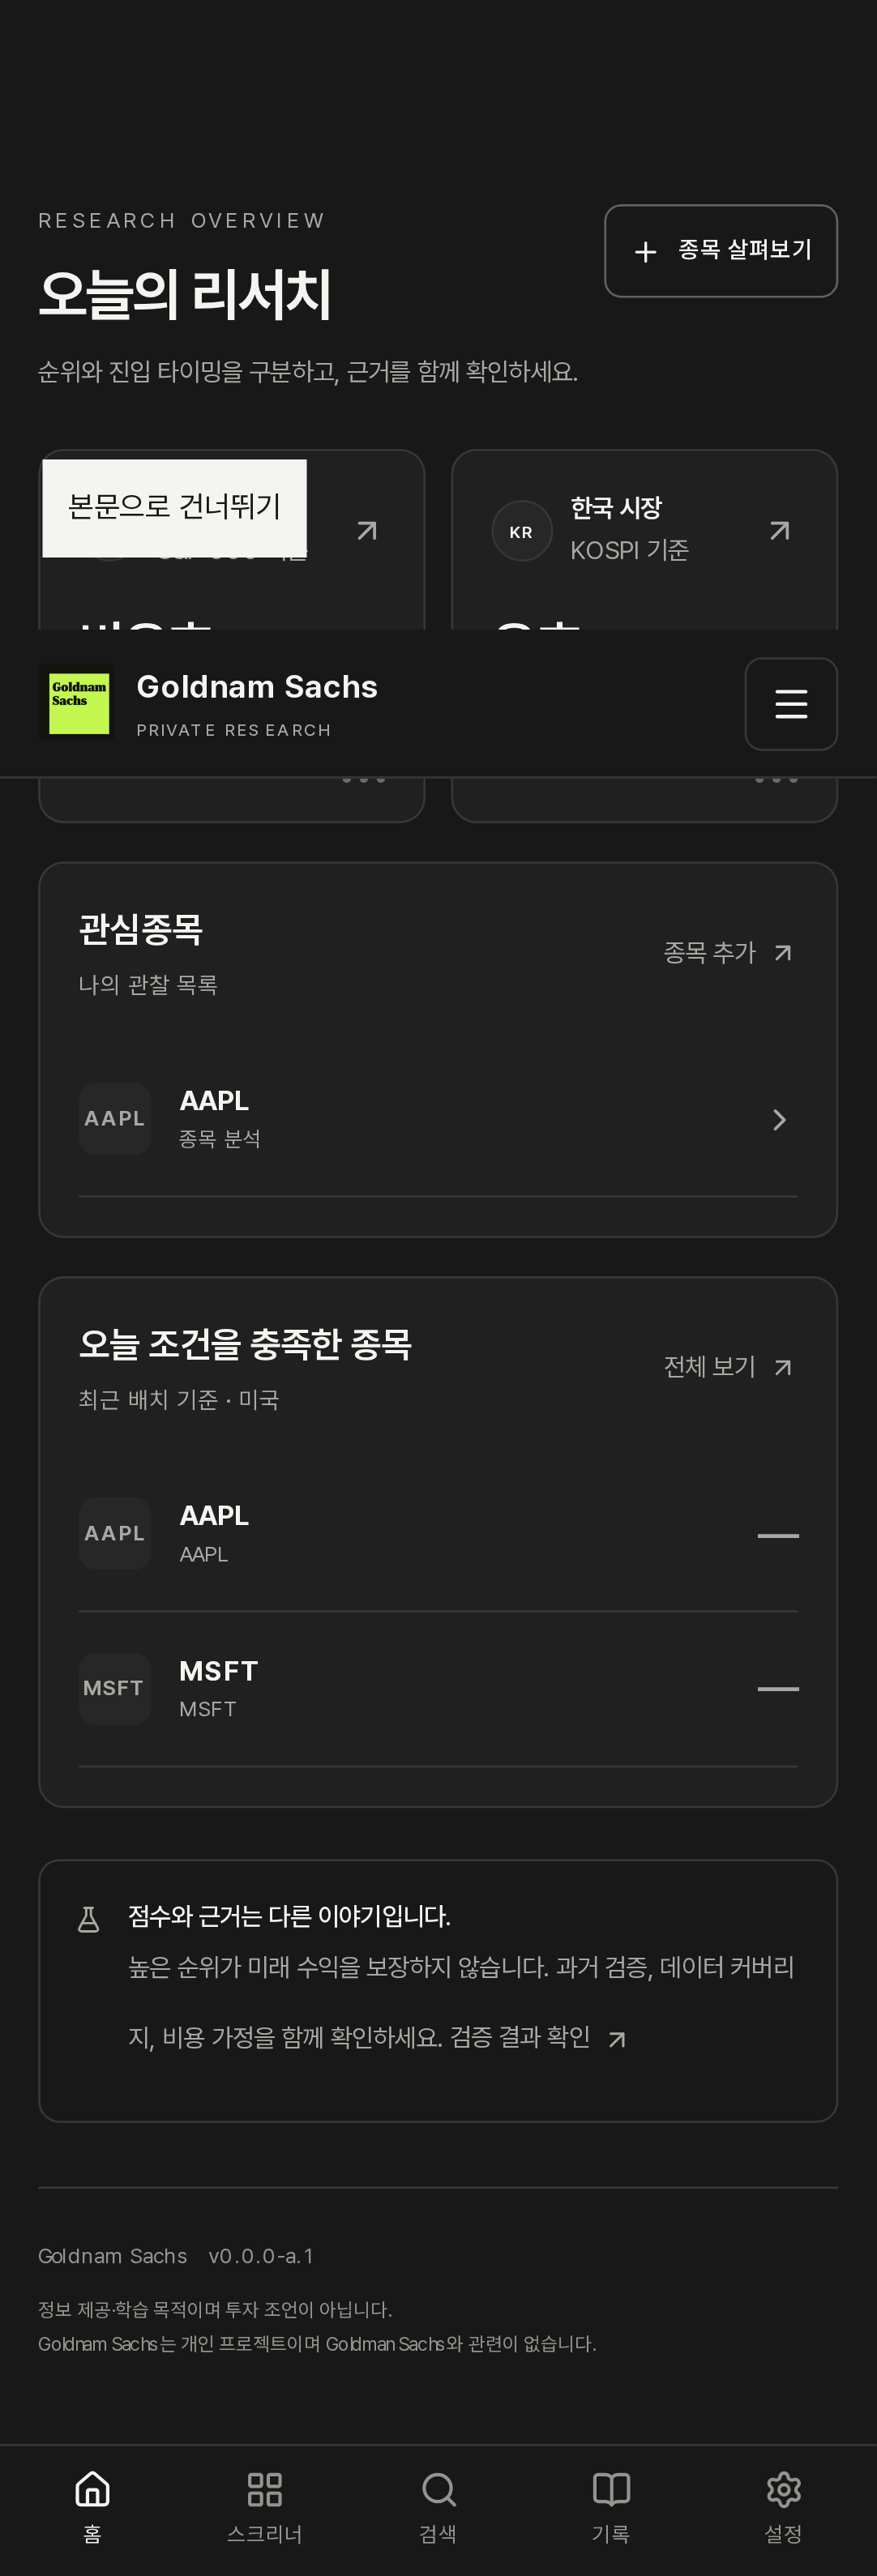 RESEARCH OVERVIEW
오늘의 리서치
+ 종목 살펴보기
순위와 진입 타이밍을 구분하고, 근거를 함께 확인하세요.
본문으로 건너뛰기
KR
한국 시장
KOSPI 기준
Goldnam
Sachs
Goldnam Sachs
PRIVATE RESEARCH
관심종목
나의 관찰 목록
종목 추가
AAPL
AAPL
종목 분석
오늘 조건을 충족한 종목
최근 배치 기준 · 미국
전체 보기
AAPL
AAPL
AAPL
—
MSFT
MSFT
MSFT
—
점수와 근거는 다른 이야기입니다.
높은 순위가 미래 수익을 보장하지 않습니다. 과거 검증, 데이터 커버리
지, 비용 가정을 함께 확인하세요. 검증 결과 확인
Goldnam Sachs v0.0.0-a.1
정보 제공·학습 목적이며 투자 조언이 아닙니다.
Goldnam Sachs는 개인 프로젝트이며 Goldman Sachs와 관련이 없습니다.
홈
스크리너
검색
기록
설정